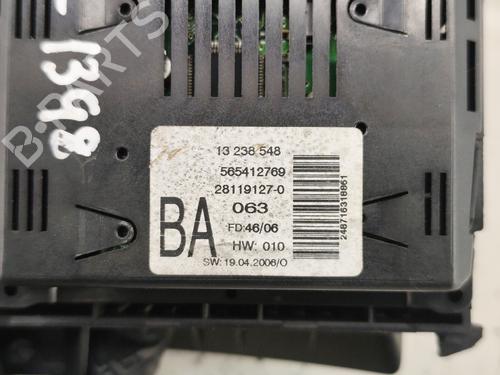 B-PARTS
1398
13 238 548
565412769
28119127-0
063
BA
FD:46/06
HW: 010
SW: 19.04.2006/O
248716318861